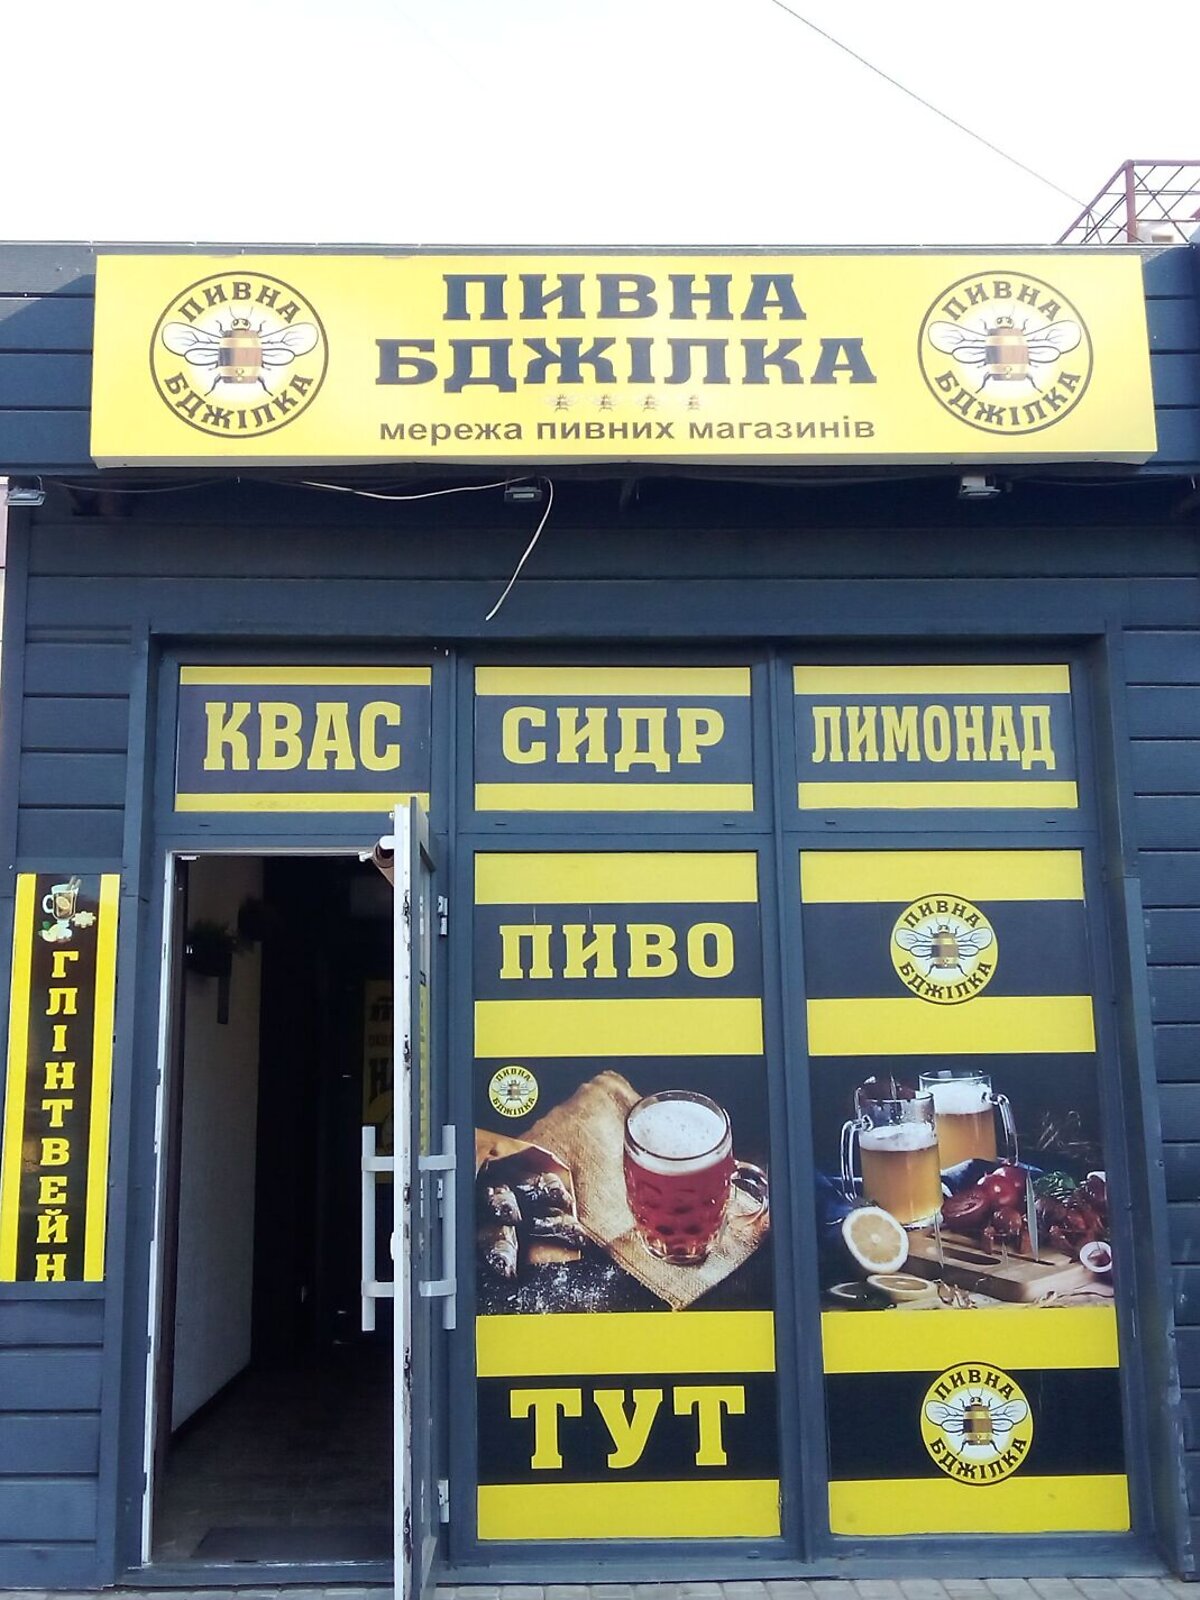 ПИВНА
БДЖІЛКА
ПИВНА
БДЖІЛКА
мережа пивних магазинів
ПИВНА
БДЖІЛКА
КВАС
СИДР
ЛИМОНАД
ГЛІНТВЕЙН
ПИВО
ПИВНА
БДЖІЛКА
ПИВНА
БДЖІЛКА
ТУТ
ПИВНА
БДЖІЛКА